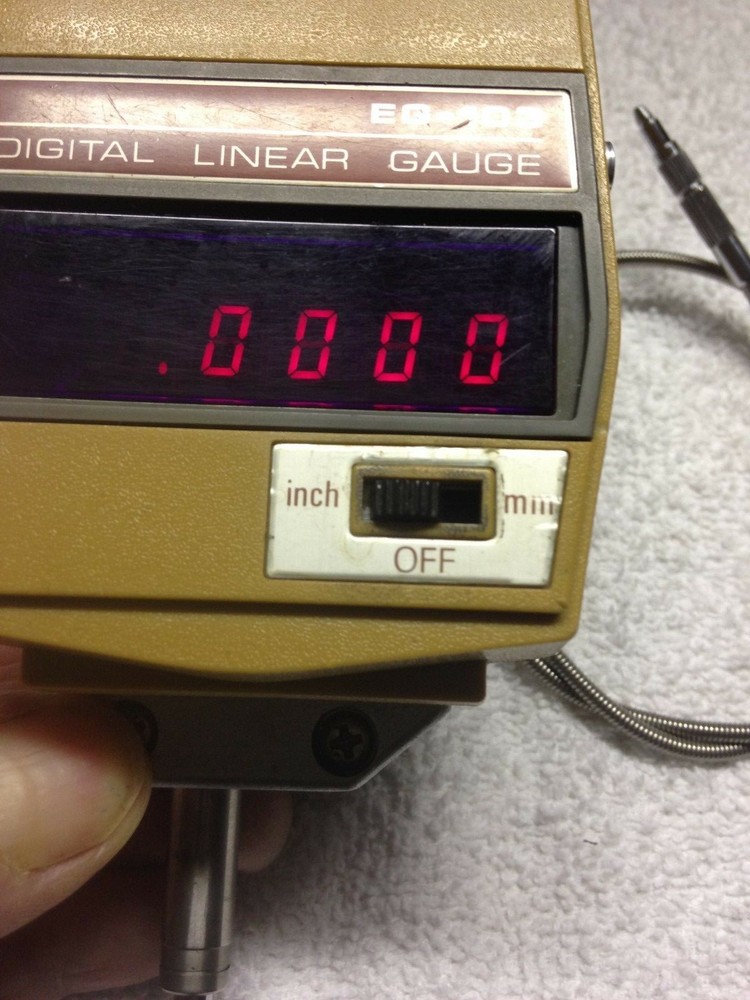 DIGITAL LINEAR GAUGE
.0000
inch mm
OFF